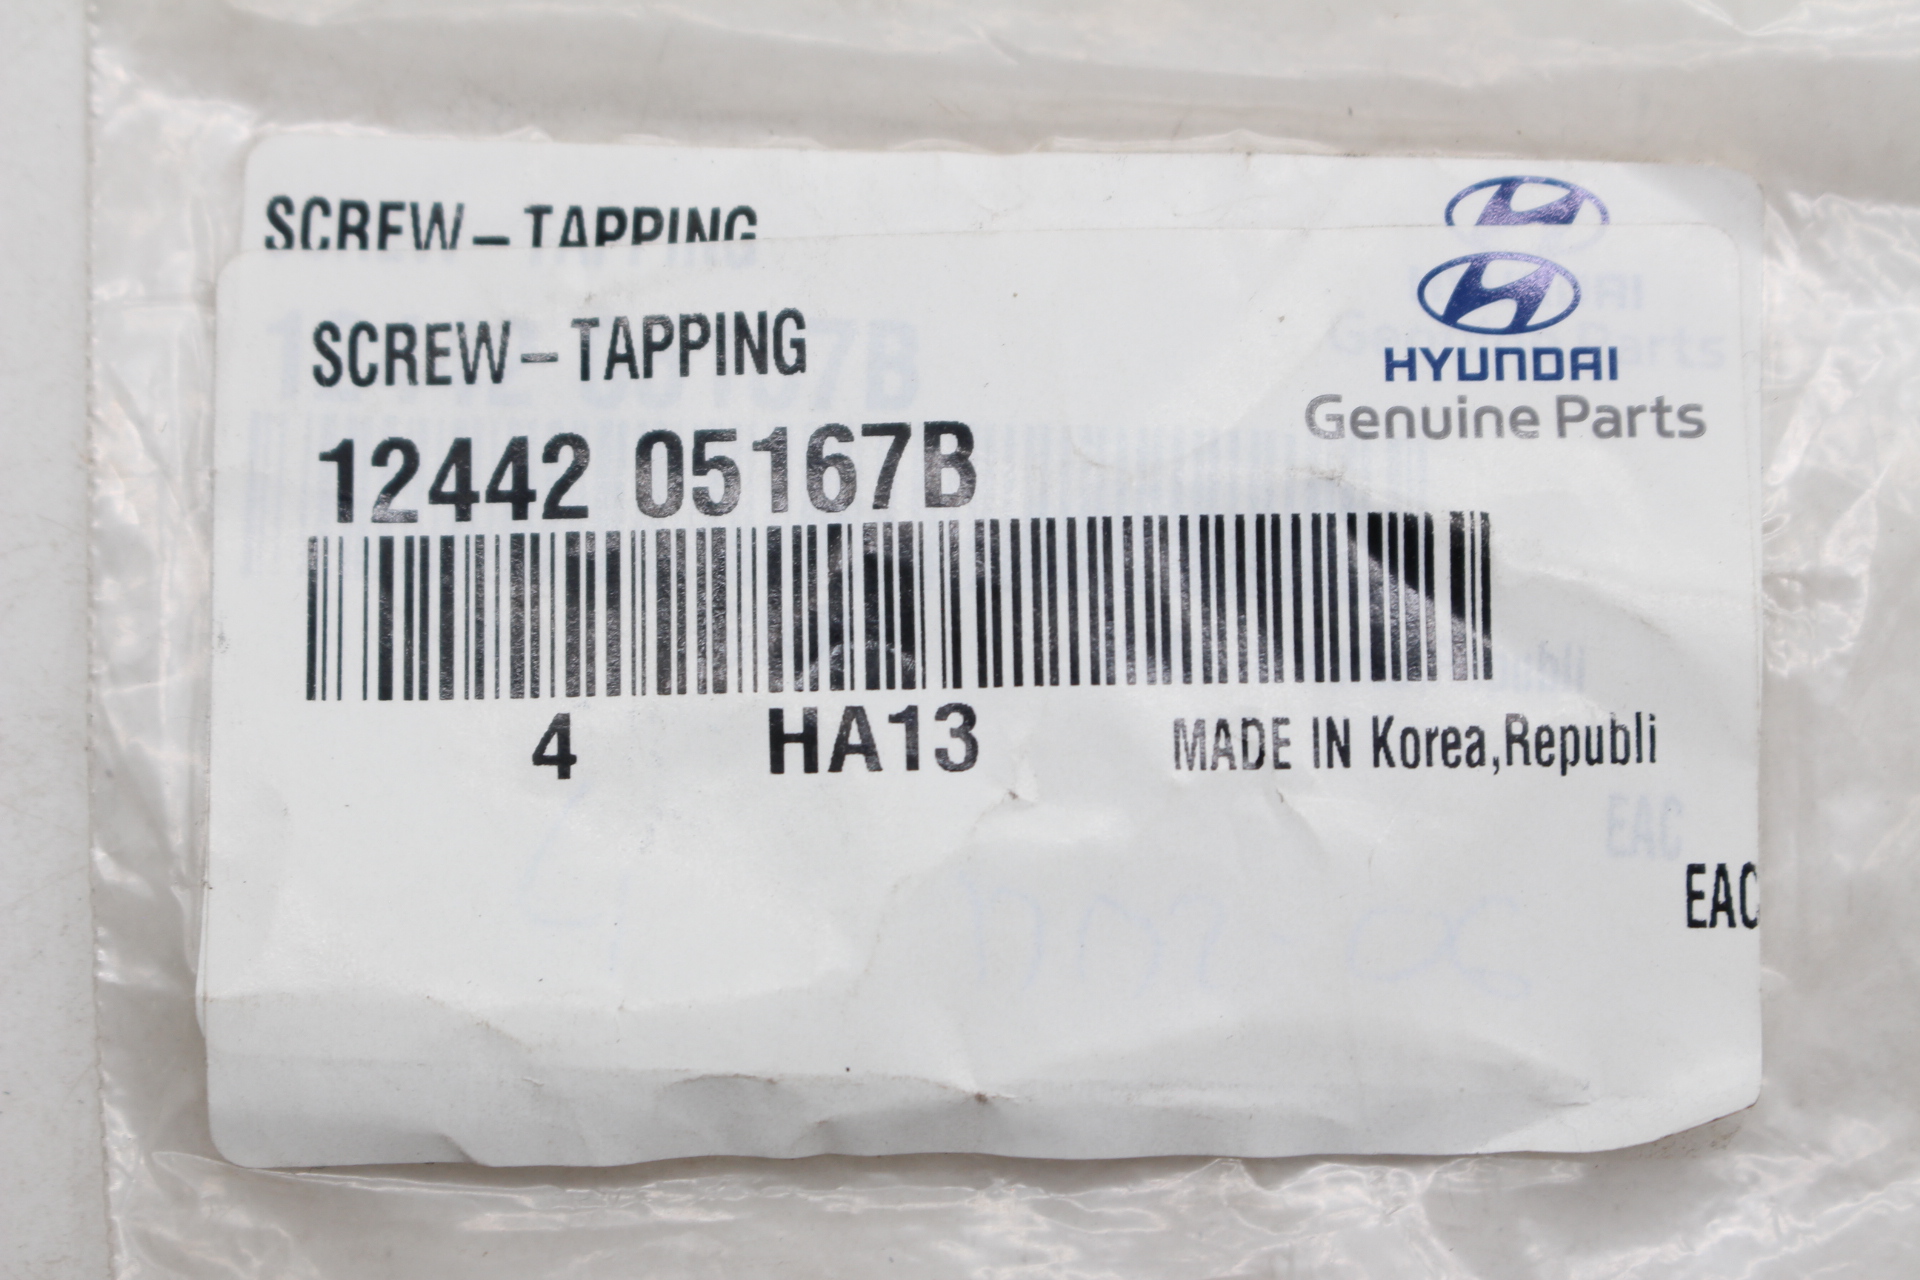 SCREW-TAPPING
SCREW-TAPPING
HYUNDAI
Genuine Parts
12442 05167B
4 HA13 MADE IN Korea,Republi
EAC